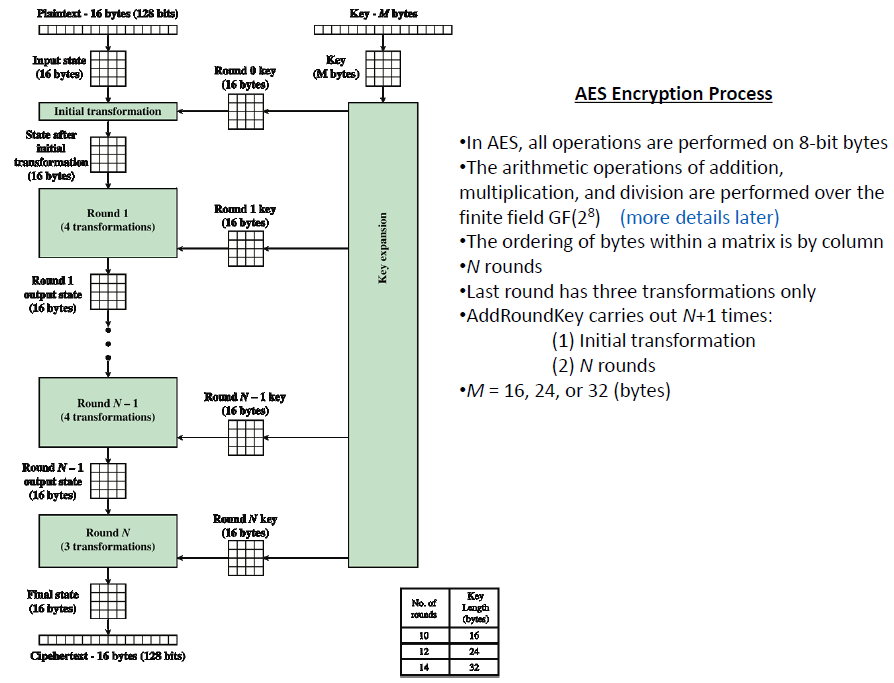 Plaintext - 16 bytes (128 bits)
Key - M bytes
Input state
(16 bytes)
Key
(M bytes)
Round 0 key
(16 bytes)
Initial transformation
State after
initial
transformation
(16 bytes)
Round 1
(4 transformations)
Round 1 key
(16 bytes)
Key expansion
Round 1
output state
(16 bytes)
Round N – 1
(4 transformations)
Round N – 1 key
(16 bytes)
Round N – 1
output state
(16 bytes)
Round N
(3 transformations)
Round N key
(16 bytes)
Final state
(16 bytes)
Cipehertext - 16 bytes (128 bits)
No. of
rounds
Key
Length
(bytes)
10 16
12 24
14 32
AES Encryption Process
•In AES, all operations are performed on 8-bit bytes
•The arithmetic operations of addition,
multiplication, and division are performed over the
finite field GF(2⁸) (more details later)
•The ordering of bytes within a matrix is by column
•N rounds
•Last round has three transformations only
•AddRoundKey carries out N+1 times:
(1) Initial transformation
(2) N rounds
•M = 16, 24, or 32 (bytes)